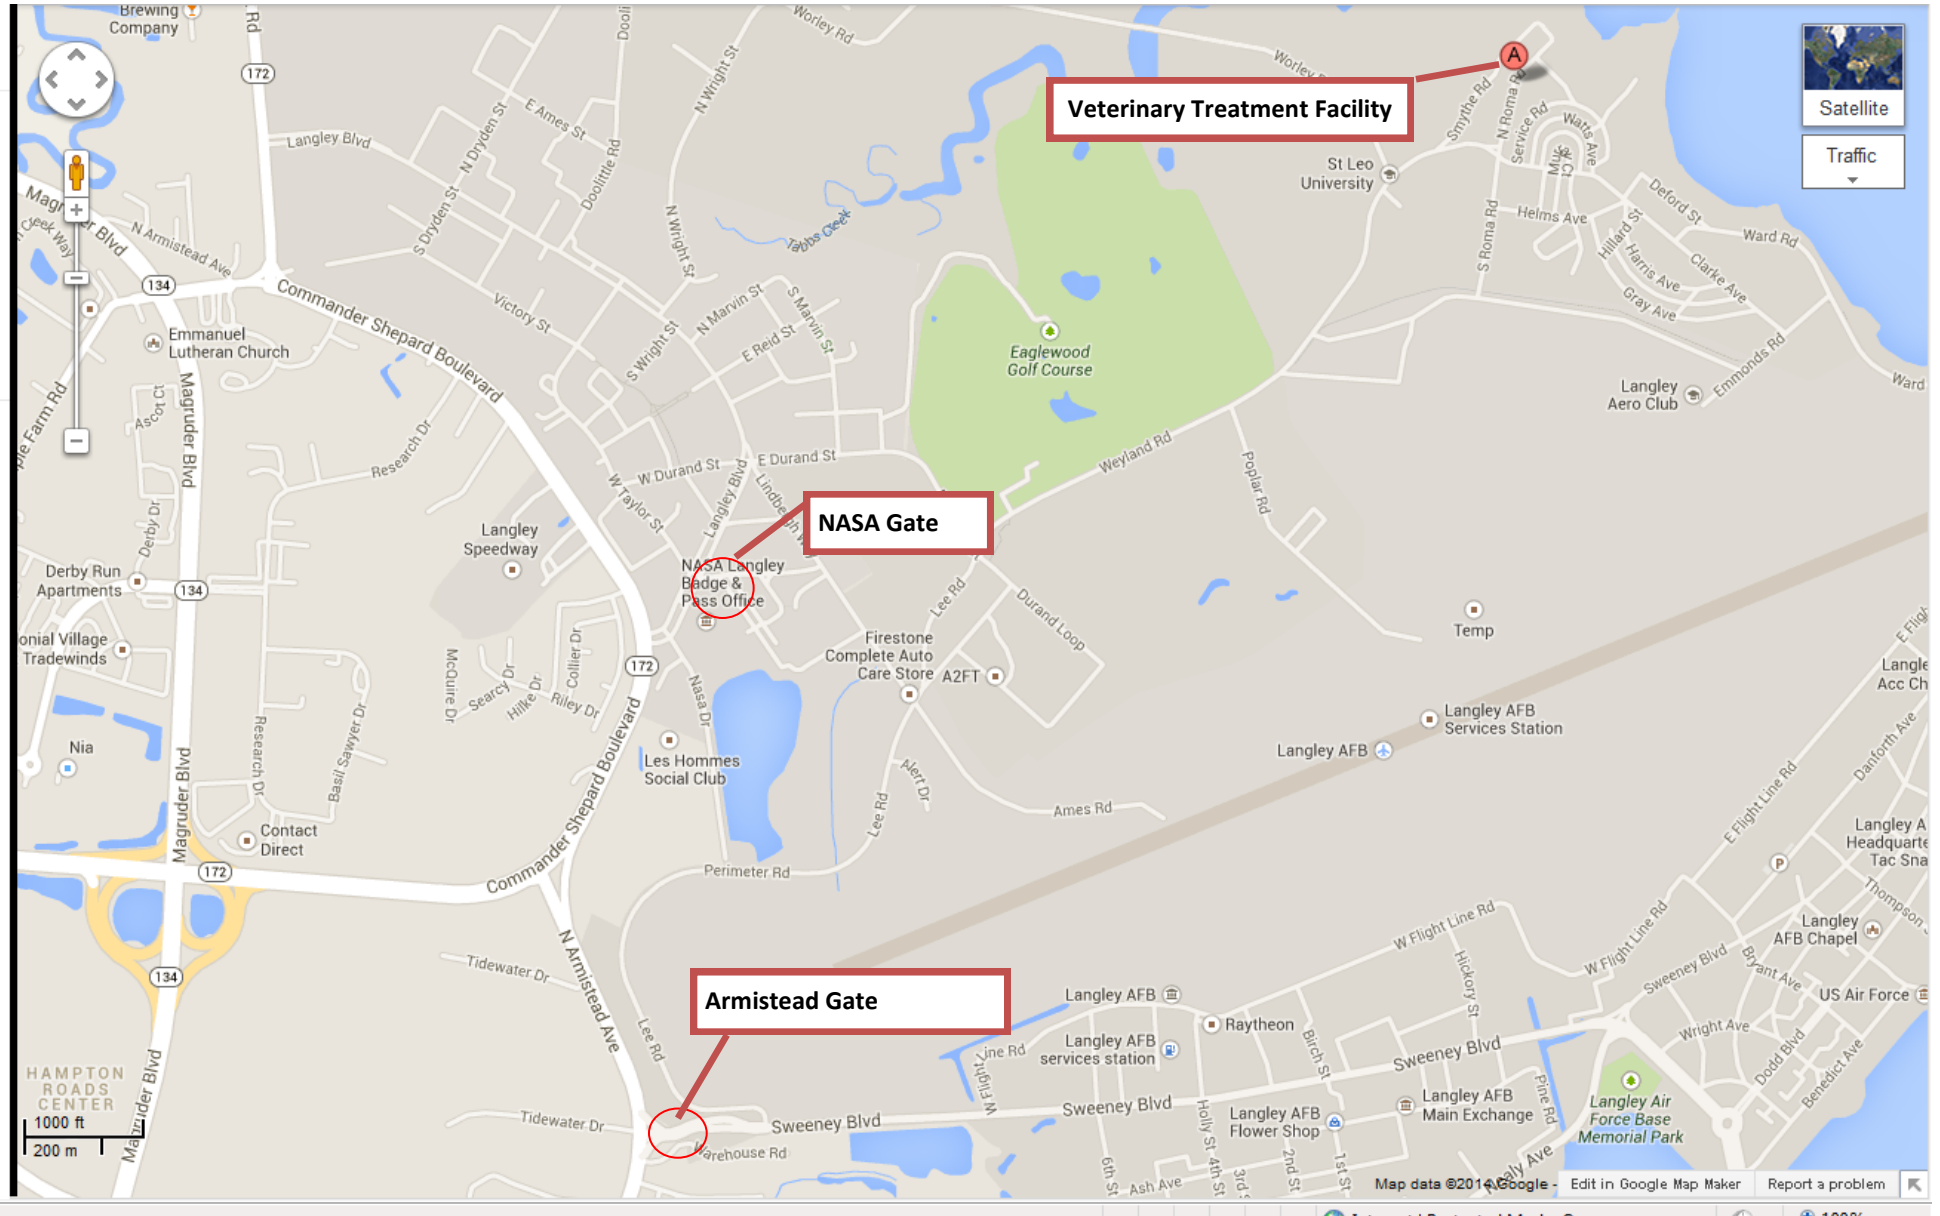 Brewing
Company
172
Worley Rd
N Wright St
Worley
Veterinary Treatment Facility
A
Satellite
Traffic
Smythe Rd
N Roma Rd
Service Rd
Watts Ave
E Ames St
N Dryden St
Langley Blvd
Doolittle Rd
St Leo
University
Deford St
Helms Ave
Hillard St
Ward Rd
S Roma Rd
Harris Ave
Clarke Ave
Gray Ave
Magruder Blvd
N Armistead Ave
S Dryden St
N Wright St
Tabbs Creek
134
Commander Shepard Boulevard
Victory St
N Marvin St
S Marvin St
E Reid St
S Wright St
Emmanuel
Lutheran Church
Eaglewood
Golf Course
Emmonds Rd
Ward
Langley
Aero Club
Ascot Ct
Magruder Blvd
Research Dr
Weyland Rd
Poplar Rd
W Durand St
E Durand St
W Taylor St
Langley Blvd
NASA Gate
Derby Dr
Langley
Speedway
NASA Langley
Badge &
Pass Office
Derby Run
Apartments
134
Lee Rd
Durand Loop
Temp
Firestone
Complete Auto
Care Store
A2FT
onial Village
Tradewinds
172
McQuire Dr
Searcy Dr
Hilke Dr
Collier Dr
Riley Dr
Nasa Dr
Langle
Acc Ch
Langley AFB
Services Station
Langley AFB
Les Hommes
Social Club
Nia
Research Dr
Basil Sawyer Dr
Commander Shepard Boulevard
Alert Dr
Lee Rd
Ames Rd
E Flight Line Rd
Danforth Ave
Magruder Blvd
Contact
Direct
Langley A
Headquarte
Tac Sna
P
172
Perimeter Rd
Thompson
W Flight Line Rd
Langley
AFB Chapel
N Armistead Ave
Tidewater Dr
134
Hickory St
W Flight Line Rd
Sweeney Blvd
Bryant Ave
US Air Force
Armistead Gate
Langley AFB
Raytheon
Langley AFB
services station
Line Rd
W Flight
Birch St
Sweeney Blvd
Wright Ave
Dodd Blvd
Benedict Ave
Lee Rd
HAMPTON
ROADS
CENTER
Magruder Blvd
1000 ft
200 m
Tidewater Dr
Sweeney Blvd
Warehouse Rd
Sweeney Blvd
Holly St
Langley AFB
Flower Shop
Langley AFB
Main Exchange
Pine Rd
Langley Air
Force Base
Memorial Park
6th St
Ash Ave
4th St
2nd St
1st St
Map data ©2014 Google -
Edit in Google Map Maker
Report a problem